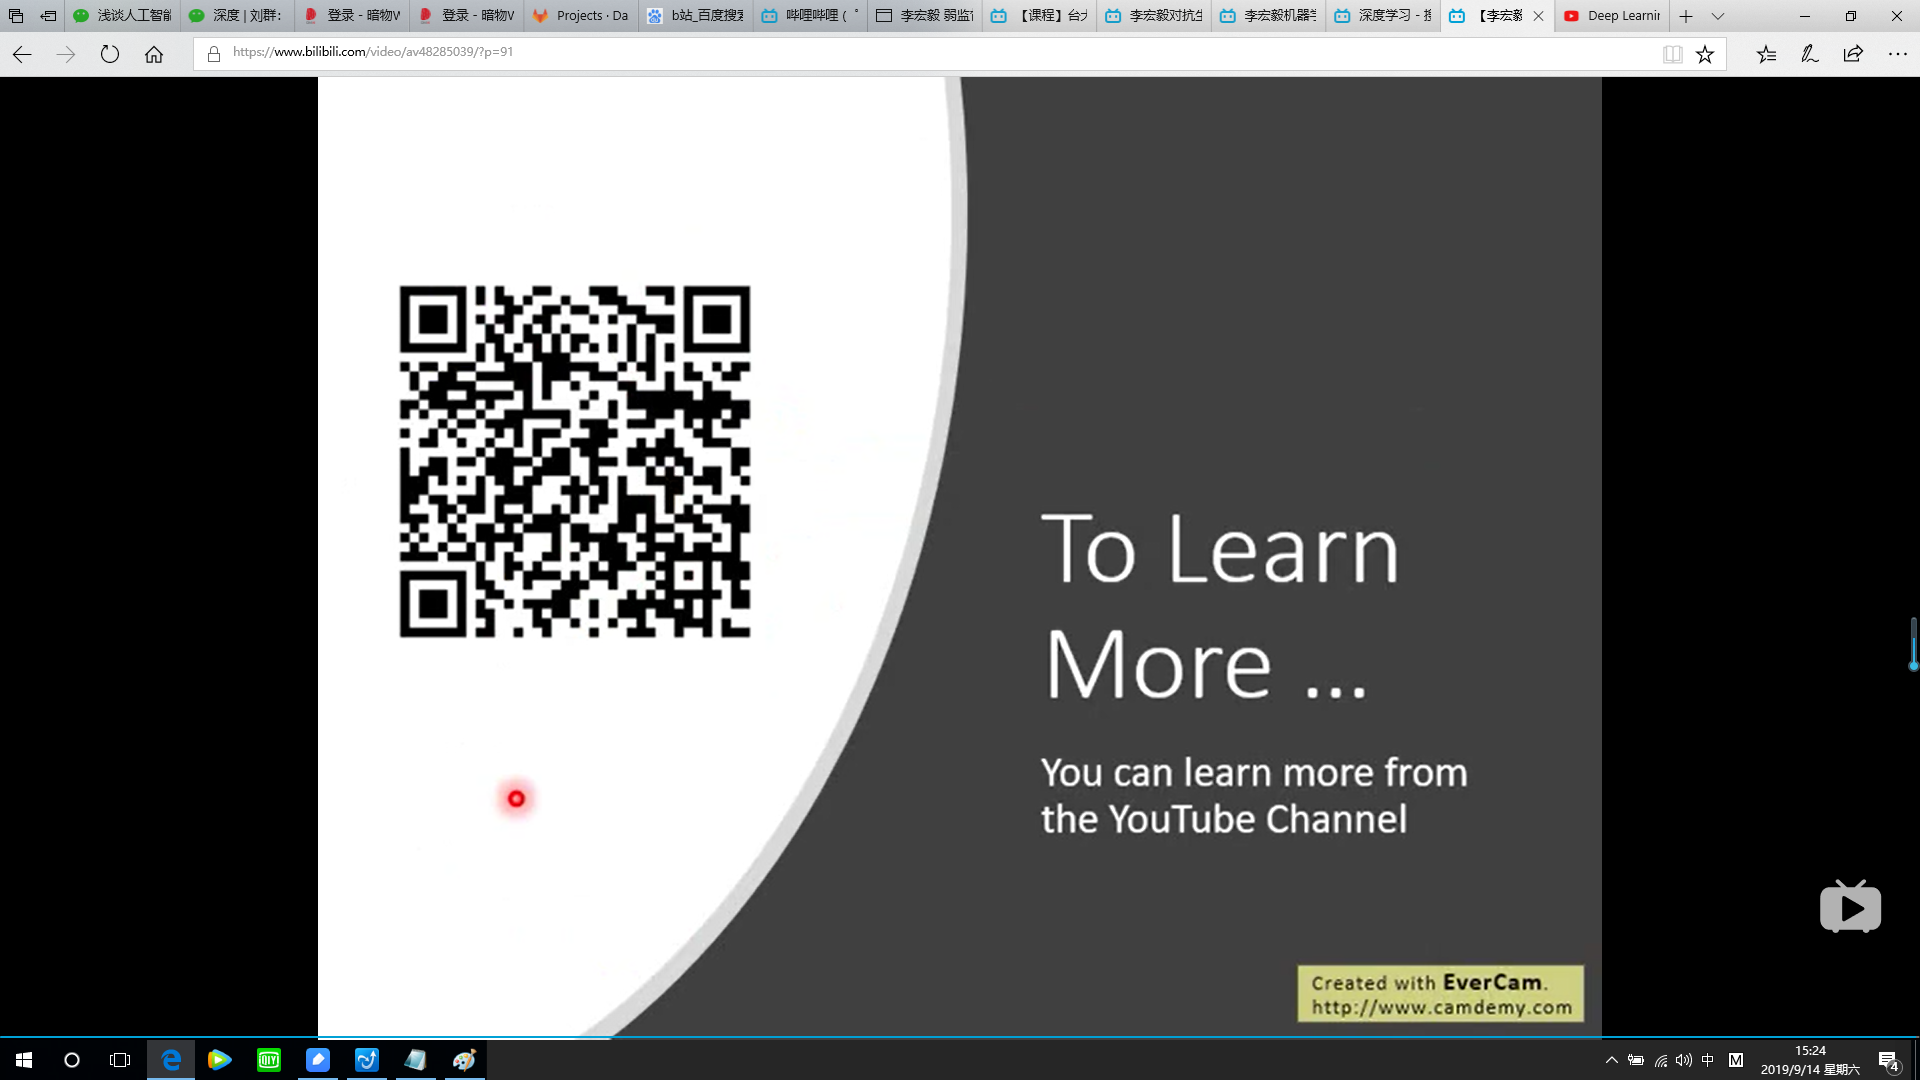 浅谈人工智能
深度 | 刘群:
登录 - 暗物
登录 - 暗物
Projects · Da
b站_百度搜索
哔哩哔哩 (
李宏毅 弱监
【课程】台大
李宏毅对抗生
李宏毅机器学
深度学习 - 
【李宏毅
Deep Learnin
https://www.bilibili.com/video/av48285039/?p=91
To Learn
More ...
You can learn more from
the YouTube Channel
Created with EverCam.
http://www.camdemy.com
QIY
中
M
15:24
2019/9/14 星期六
4